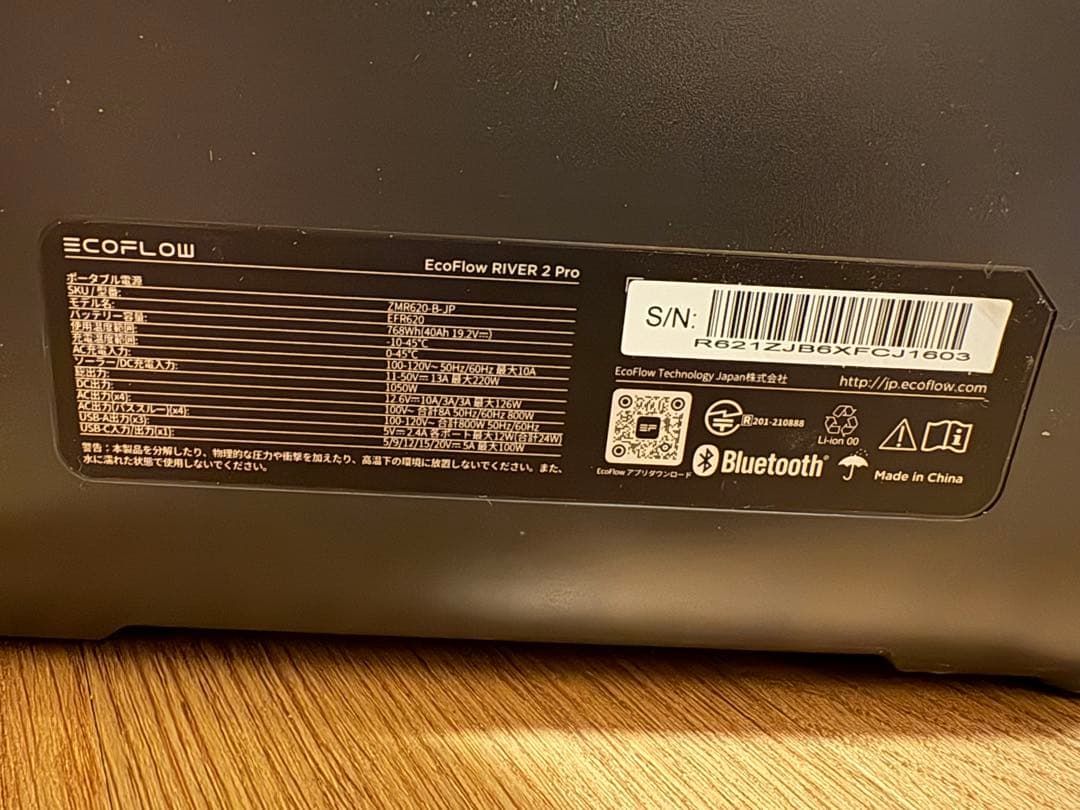 ECOFLOW
EcoFlow RIVER 2 Pro
ポータブル電源
SKU / 型番: ZMR620-B-JP
モデル名: EFR620
バッテリー容量: 768Wh(40Ah 19.2V⎓)
使用温度範囲: -10-45℃
充電温度範囲: 0-45℃
AC充電入力: 100-120V~ 50Hz/60Hz 最大10A
ソーラー/DC充電入力: 11-50V⎓ 13A 最大220W
総出力: 1050W
DC出力: 12.6V⎓10A/3A/3A 最大126W
AC出力(x4): 100V~ 合計8A 50Hz/60Hz 800W
AC出力(バイパスルー)(x4): 100-120V~ 合計800W 50Hz/60Hz
USB-A出力(x3): 5V⎓ 2.4A 各ポート最大12W(合計24W)
USB-C入力/出力(x1): 5/9/12/15/20V⎓ 5A 最大100W
警告:本製品を分解したり、物理的な圧力や衝撃を加えたり、高温下の環境に放置しないでください。また、
水に濡れた状態で使用しないでください。
S/N:
R621ZJB6XFCJ1603
EcoFlow Technology Japan株式会社
http://jp.ecoflow.com
R 201-210888
Li-ion 00
EF
EcoFlow アプリダウンロード
Bluetooth®
Made in China